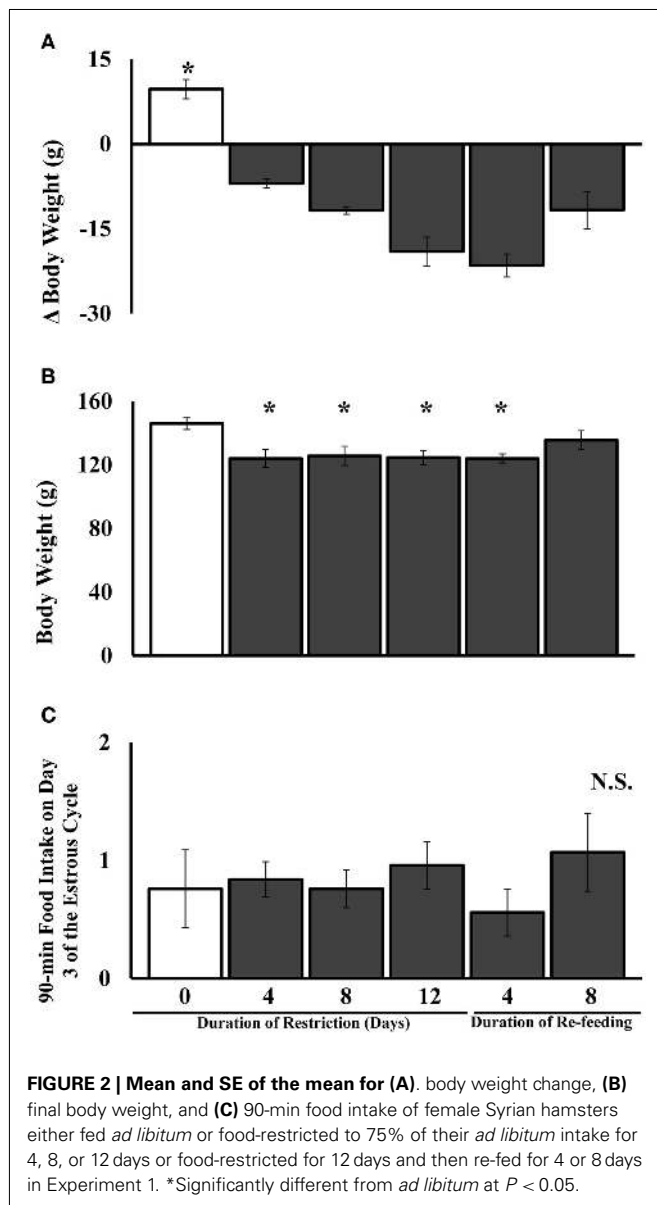 A
15
*
0
-15
-30
Δ Body Weight (g)
B
160
* * * *
120
80
40
0
Body Weight (g)
C
2
N.S.
1
0
90-min Food Intake on Day
3 of the Estrous Cycle
0 4 8 12 4 8
Duration of Restriction (Days) Duration of Re-feeding
FIGURE 2 | Mean and SE of the mean for (A). body weight change, (B)
final body weight, and (C) 90-min food intake of female Syrian hamsters
either fed ad libitum or food-restricted to 75% of their ad libitum intake for
4, 8, or 12 days or food-restricted for 12 days and then re-fed for 4 or 8 days
in Experiment 1. *Significantly different from ad libitum at P < 0.05.